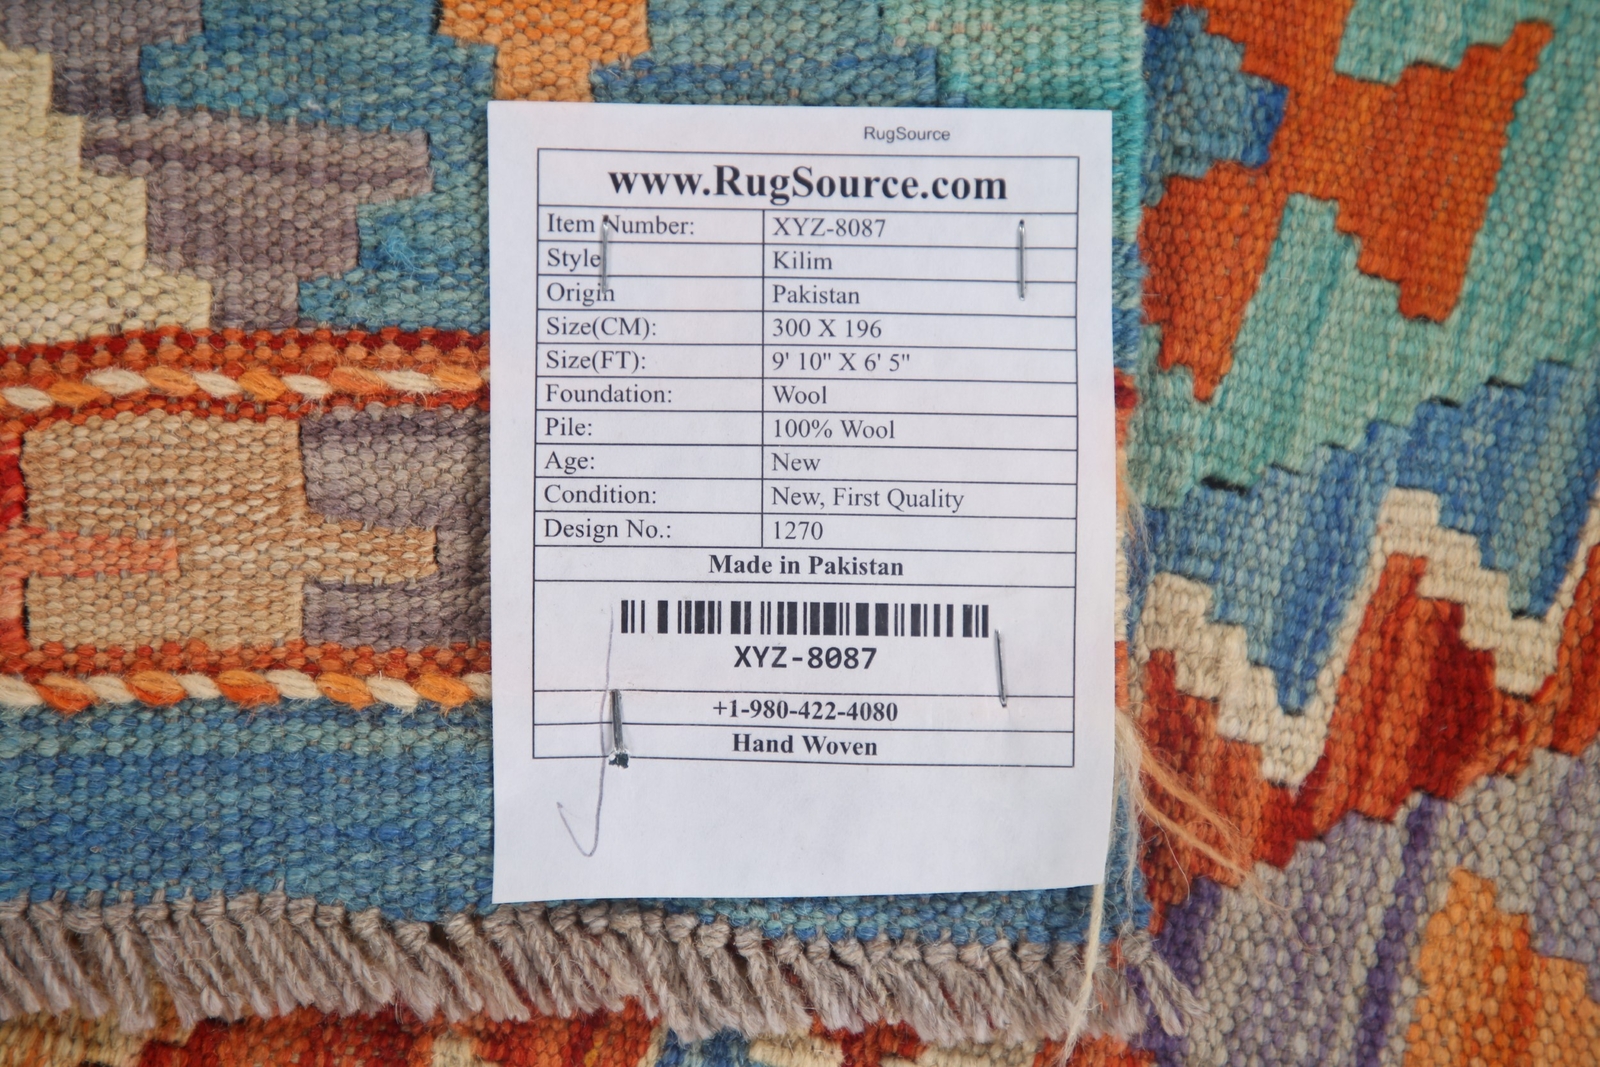 RugSource
www.RugSource.com
Item Number: XYZ-8087
Style Kilim
Origin Pakistan
Size(CM): 300 X 196
Size(FT): 9' 10" X 6' 5"
Foundation: Wool
Pile: 100% Wool
Age: New
Condition: New, First Quality
Design No.: 1270
Made in Pakistan
XYZ-8087
+1-980-422-4080
Hand Woven